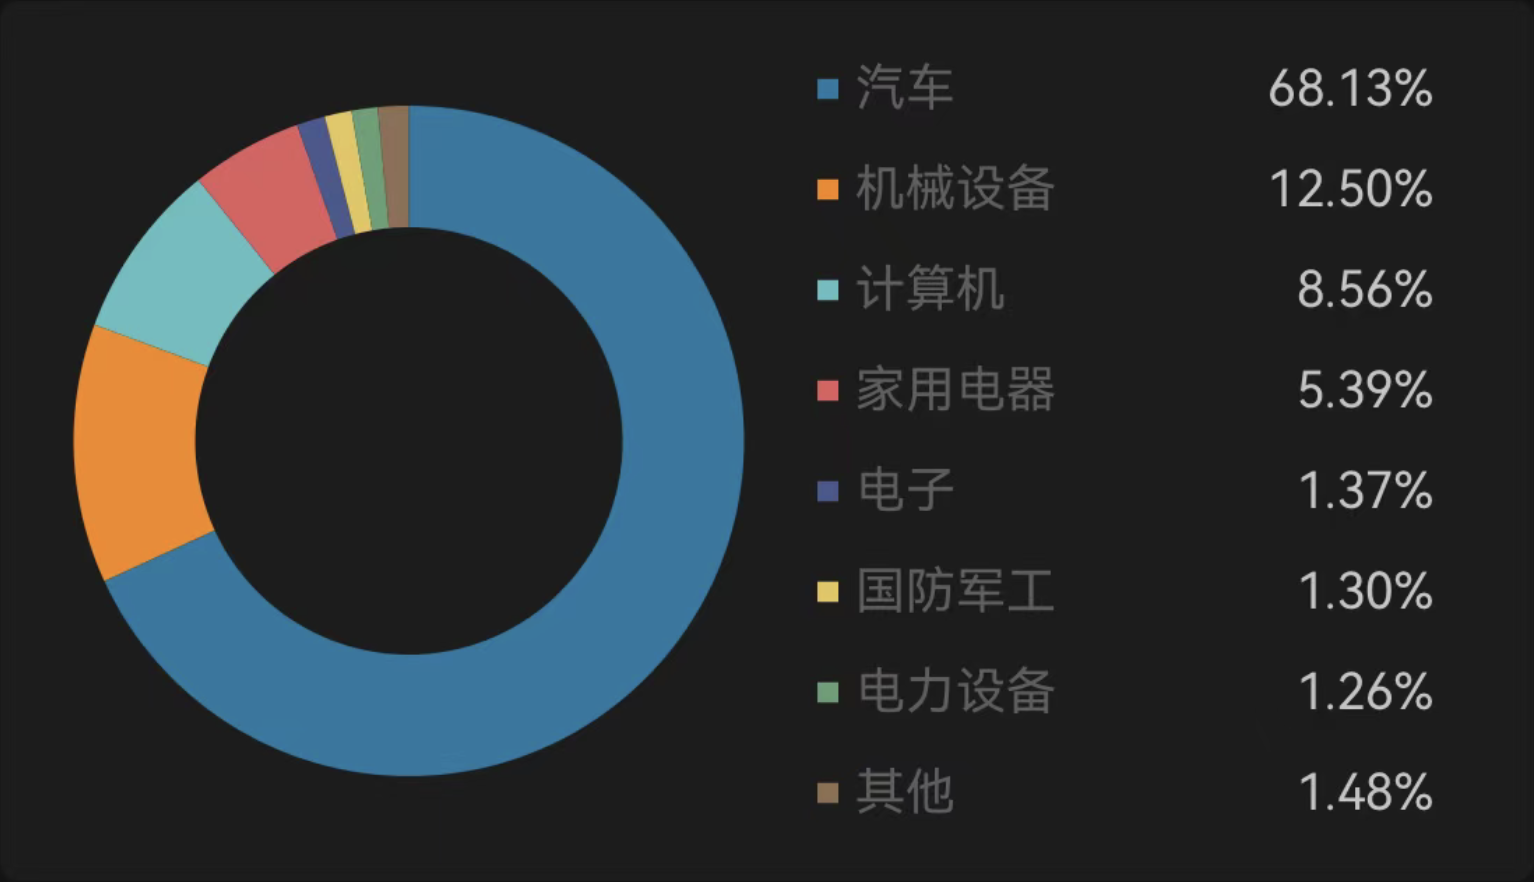 汽车 68.13%
机械设备 12.50%
计算机 8.56%
家用电器 5.39%
电子 1.37%
国防军工 1.30%
电力设备 1.26%
其他 1.48%